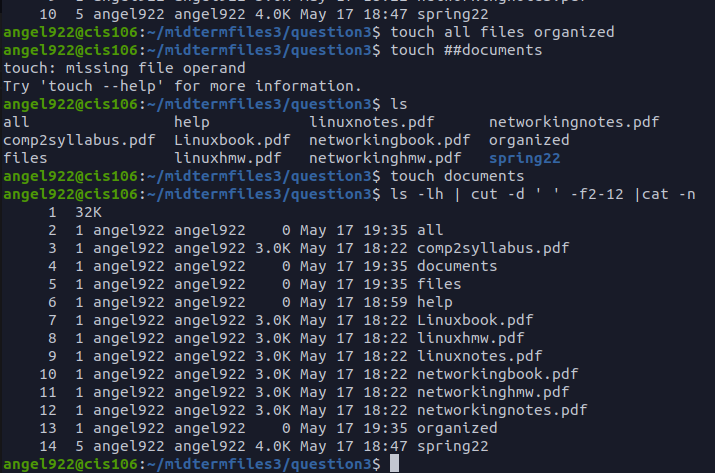 networkingnotes.pdf
10  5 angel922 angel922 4.0K May 17 18:47 spring22
angel922@cis106:~/midtermfiles3/question3$ touch all files organized
angel922@cis106:~/midtermfiles3/question3$ touch ##documents
touch: missing file operand
Try 'touch --help' for more information.
angel922@cis106:~/midtermfiles3/question3$ ls
all                help            linuxnotes.pdf      networkingnotes.pdf
comp2syllabus.pdf  Linuxbook.pdf   networkingbook.pdf  organized
files              linuxhmw.pdf    networkinghmw.pdf   spring22
angel922@cis106:~/midtermfiles3/question3$ touch documents
angel922@cis106:~/midtermfiles3/question3$ ls -lh | cut -d ' ' -f2-12 |cat -n
     1  32K
     2  1 angel922 angel922    0 May 17 19:35 all
     3  1 angel922 angel922 3.0K May 17 18:22 comp2syllabus.pdf
     4  1 angel922 angel922    0 May 17 19:35 documents
     5  1 angel922 angel922    0 May 17 19:35 files
     6  1 angel922 angel922    0 May 17 18:59 help
     7  1 angel922 angel922 3.0K May 17 18:22 Linuxbook.pdf
     8  1 angel922 angel922 3.0K May 17 18:22 linuxhmw.pdf
     9  1 angel922 angel922 3.0K May 17 18:22 linuxnotes.pdf
    10  1 angel922 angel922 3.0K May 17 18:22 networkingbook.pdf
    11  1 angel922 angel922 3.0K May 17 18:22 networkinghmw.pdf
    12  1 angel922 angel922 3.0K May 17 18:22 networkingnotes.pdf
    13  1 angel922 angel922    0 May 17 19:35 organized
    14  5 angel922 angel922 4.0K May 17 18:47 spring22
angel922@cis106:~/midtermfiles3/question3$